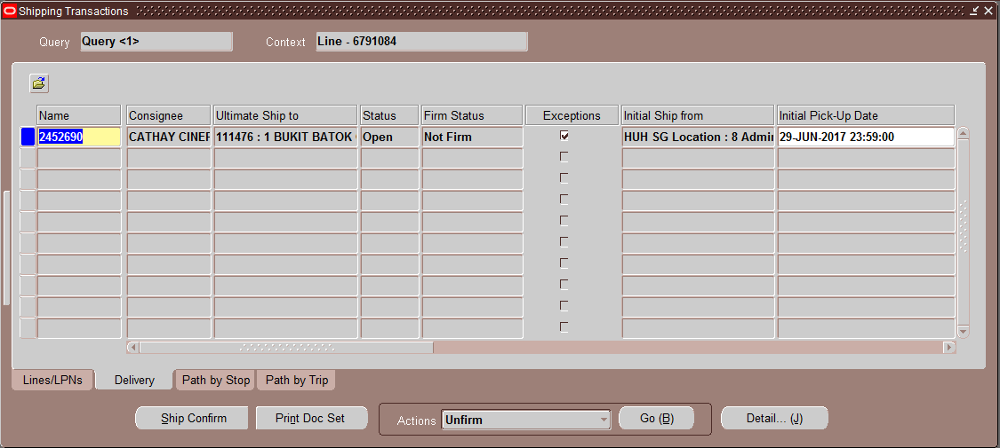 Shipping Transactions
Query Query <1> Context Line - 6791084
Name Consignee Ultimate Ship to Status Firm Status Exceptions Initial Ship from Initial Pick-Up Date
2452690 CATHAY CINE 111476 : 1 BUKIT BATOK Open Not Firm HUH SG Location : 8 Admi 29-JUN-2017 23:59:00
Lines/LPNs Delivery Path by Stop Path by Trip
Ship Confirm Print Doc Set Actions Unfirm Go (B) Detail... (J)